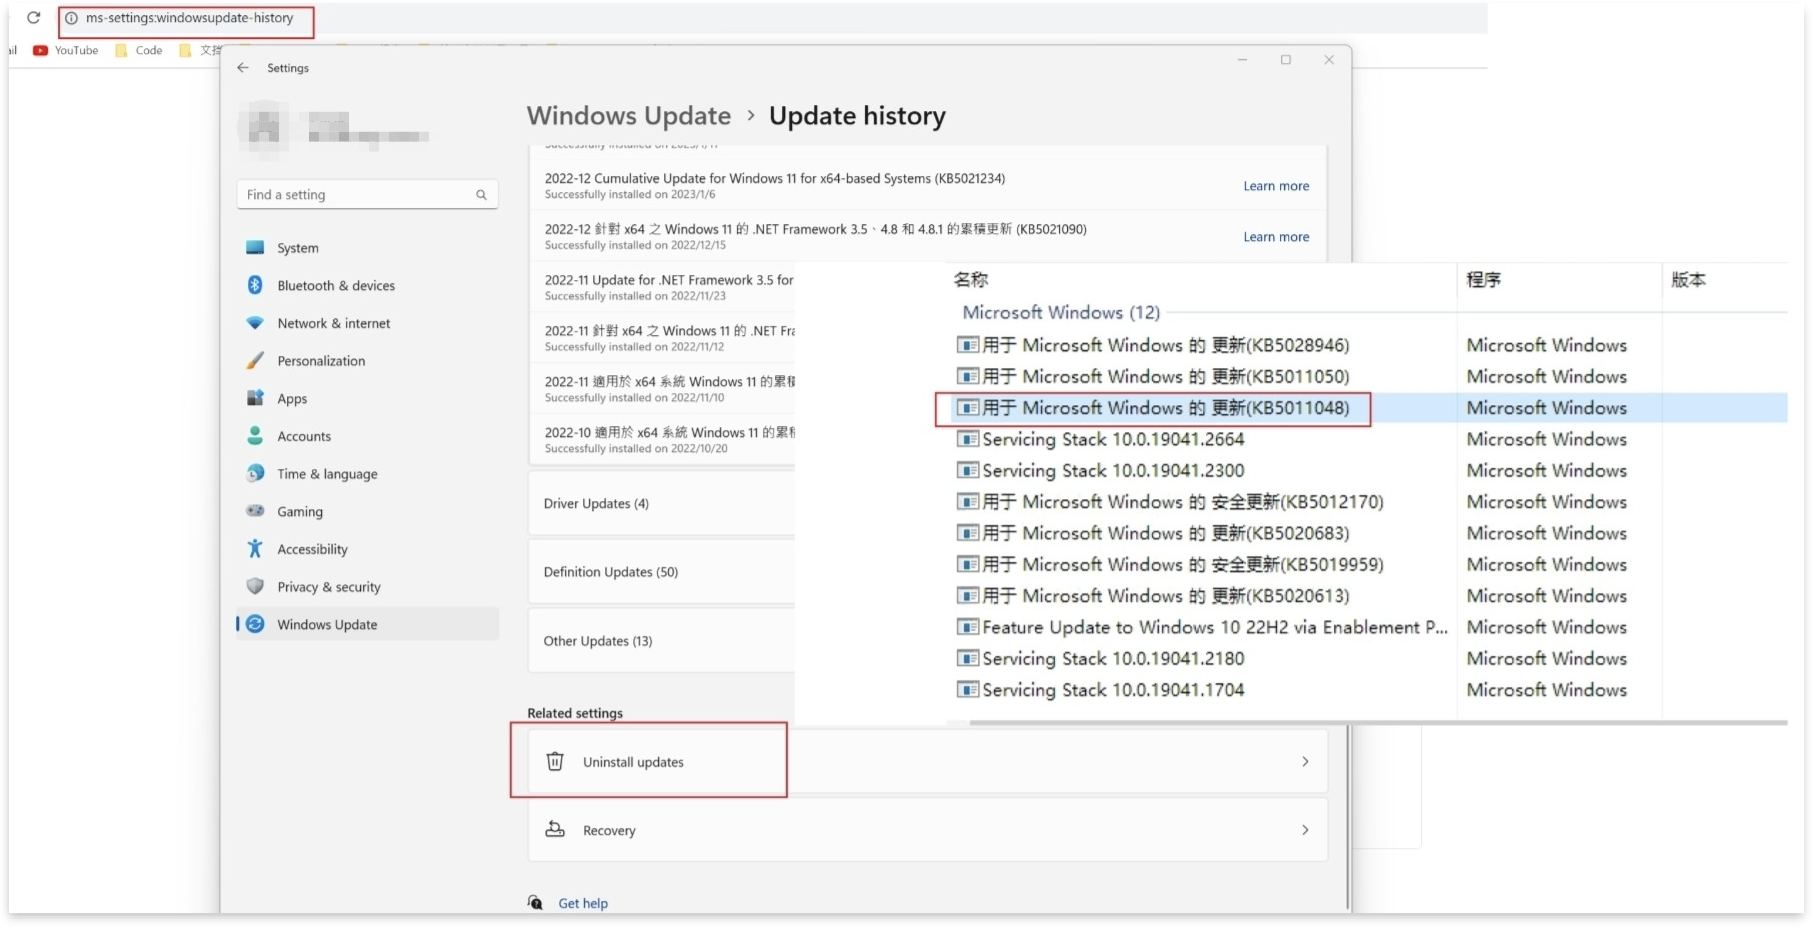 ms-settings:windowsupdate-history
YouTube
Code
Settings
Windows Update > Update history
Find a setting
System
Bluetooth & devices
Network & internet
Personalization
Apps
Accounts
Time & language
Gaming
Accessibility
Privacy & security
Windows Update
2022-12 Cumulative Update for Windows 11 for x64-based Systems (KB5021234)
Successfully installed on 2023/1/6
Learn more
2022-12 針對 x64 之 Windows 11 的 .NET Framework 3.5、4.8 和 4.8.1 的累積更新 (KB5021090)
Successfully installed on 2022/12/15
Learn more
2022-11 Update for .NET Framework 3.5 for
Successfully installed on 2022/11/23
2022-11 針對 x64 之 Windows 11 的 .NET Fra
Successfully installed on 2022/11/12
2022-11 適用於 x64 系統 Windows 11 的累積
Successfully installed on 2022/11/10
2022-10 適用於 x64 系統 Windows 11 的累積
Successfully installed on 2022/10/20
Driver Updates (4)
Definition Updates (50)
Other Updates (13)
Related settings
Uninstall updates
Recovery
Get help
名称 程序 版本
Microsoft Windows (12)
用于 Microsoft Windows 的 更新(KB5028946) Microsoft Windows
用于 Microsoft Windows 的 更新(KB5011050) Microsoft Windows
用于 Microsoft Windows 的 更新(KB5011048) Microsoft Windows
Servicing Stack 10.0.19041.2664 Microsoft Windows
Servicing Stack 10.0.19041.2300 Microsoft Windows
用于 Microsoft Windows 的 安全更新(KB5012170) Microsoft Windows
用于 Microsoft Windows 的 更新(KB5020683) Microsoft Windows
用于 Microsoft Windows 的 安全更新(KB5019959) Microsoft Windows
用于 Microsoft Windows 的 更新(KB5020613) Microsoft Windows
Feature Update to Windows 10 22H2 via Enablement P... Microsoft Windows
Servicing Stack 10.0.19041.2180 Microsoft Windows
Servicing Stack 10.0.19041.1704 Microsoft Windows